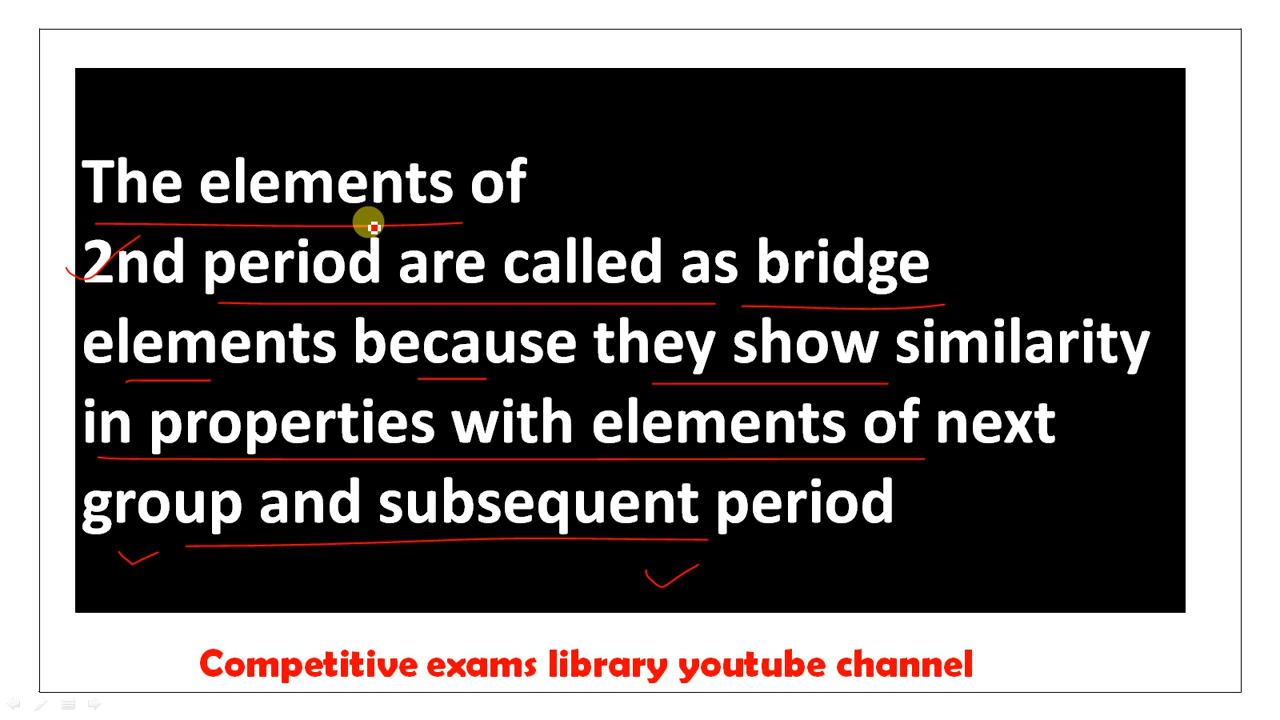 The elements of
2nd period are called as bridge
elements because they show similarity
in properties with elements of next
group and subsequent period
Competitive exams library youtube channel